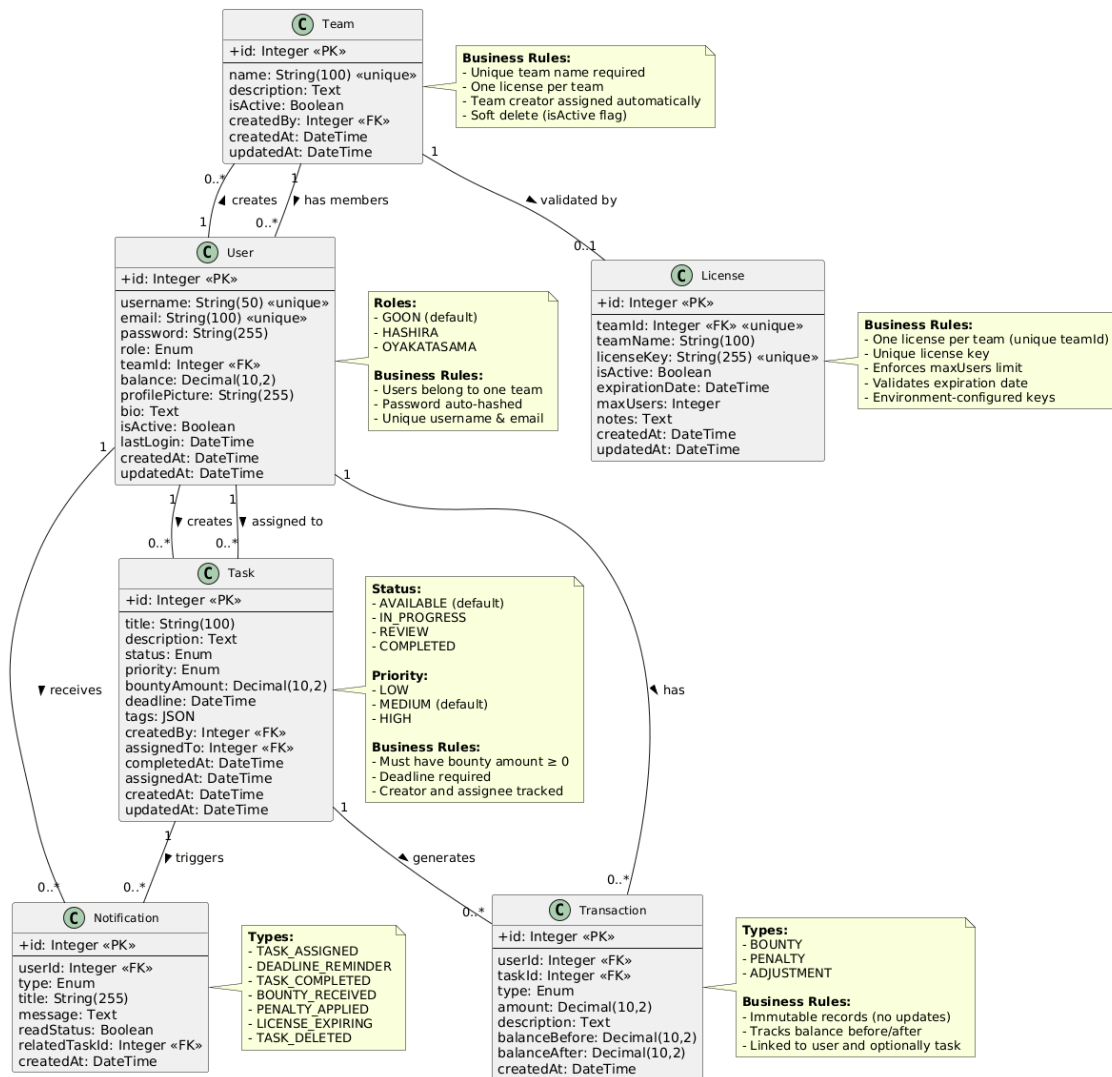 C Team
+id: Integer «PK»
name: String(100) «unique»
description: Text
isActive: Boolean
createdBy: Integer «FK»
createdAt: DateTime
updatedAt: DateTime
Business Rules:
- Unique team name required
- One license per team
- Team creator assigned automatically
- Soft delete (isActive flag)
0..*
1
creates
1
has members
0..*
1
validated by
0..1
C User
+id: Integer «PK»
username: String(50) «unique»
email: String(100) «unique»
password: String(255)
role: Enum
teamId: Integer «FK»
balance: Decimal(10,2)
profilePicture: String(255)
bio: Text
isActive: Boolean
lastLogin: DateTime
createdAt: DateTime
updatedAt: DateTime
Roles:
- GOON (default)
- HASHIRA
- OYAKATASAMA
Business Rules:
- Users belong to one team
- Password auto-hashed
- Unique username & email
C License
+id: Integer «PK»
teamId: Integer «FK» «unique»
teamName: String(100)
licenseKey: String(255) «unique»
isActive: Boolean
expirationDate: DateTime
maxUsers: Integer
notes: Text
createdAt: DateTime
updatedAt: DateTime
Business Rules:
- One license per team (unique teamId)
- Unique license key
- Enforces maxUsers limit
- Validates expiration date
- Environment-configured keys
1
receives
0..*
1
creates
0..*
1
assigned to
0..*
1
has
0..*
C Task
+id: Integer «PK»
title: String(100)
description: Text
status: Enum
priority: Enum
bountyAmount: Decimal(10,2)
deadline: DateTime
tags: JSON
createdBy: Integer «FK»
assignedTo: Integer «FK»
completedAt: DateTime
assignedAt: DateTime
createdAt: DateTime
updatedAt: DateTime
Status:
- AVAILABLE (default)
- IN_PROGRESS
- REVIEW
- COMPLETED
Priority:
- LOW
- MEDIUM (default)
- HIGH
Business Rules:
- Must have bounty amount ≥ 0
- Deadline required
- Creator and assignee tracked
1
triggers
0..*
1
generates
0..*
C Notification
+id: Integer «PK»
userId: Integer «FK»
type: Enum
title: String(255)
message: Text
readStatus: Boolean
relatedTaskId: Integer «FK»
createdAt: DateTime
Types:
- TASK_ASSIGNED
- DEADLINE_REMINDER
- TASK_COMPLETED
- BOUNTY_RECEIVED
- PENALTY_APPLIED
- LICENSE_EXPIRING
- TASK_DELETED
C Transaction
+id: Integer «PK»
userId: Integer «FK»
taskId: Integer «FK»
type: Enum
amount: Decimal(10,2)
description: Text
balanceBefore: Decimal(10,2)
balanceAfter: Decimal(10,2)
createdAt: DateTime
Types:
- BOUNTY
- PENALTY
- ADJUSTMENT
Business Rules:
- Immutable records (no updates)
- Tracks balance before/after
- Linked to user and optionally task